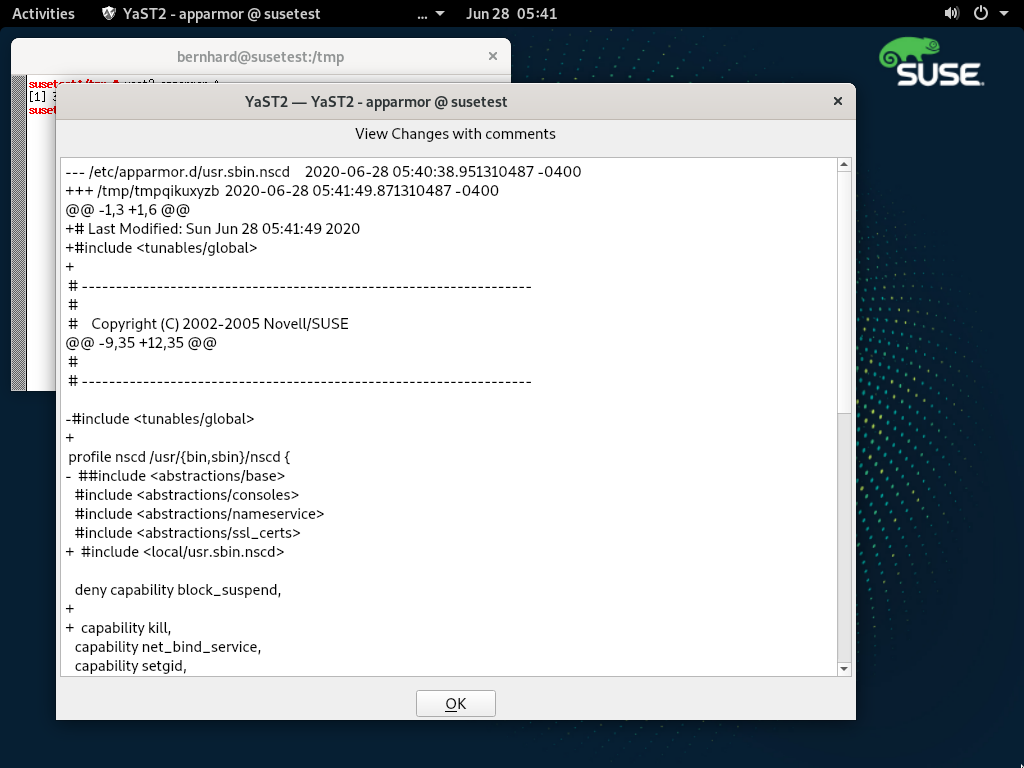 Activities YaST2 - apparmor @ susetest ... Jun 28 05:41
bernhard@susetest:/tmp
SUSE
[1] 3
YaST2 — YaST2 - apparmor @ susetest
View Changes with comments
--- /etc/apparmor.d/usr.sbin.nscd 2020-06-28 05:40:38.951310487 -0400
+++ /tmp/tmpqikuxyzb 2020-06-28 05:41:49.871310487 -0400
@@ -1,3 +1,6 @@
+# Last Modified: Sun Jun 28 05:41:49 2020
+#include <tunables/global>
+
# ------------------------------------------------------------------
#
# Copyright (C) 2002-2005 Novell/SUSE
@@ -9,35 +12,35 @@
#
# ------------------------------------------------------------------
-#include <tunables/global>
+
profile nscd /usr/{bin,sbin}/nscd {
- ##include <abstractions/base>
#include <abstractions/consoles>
#include <abstractions/nameservice>
#include <abstractions/ssl_certs>
+ #include <local/usr.sbin.nscd>
deny capability block_suspend,
+
+ capability kill,
capability net_bind_service,
capability setgid,
OK